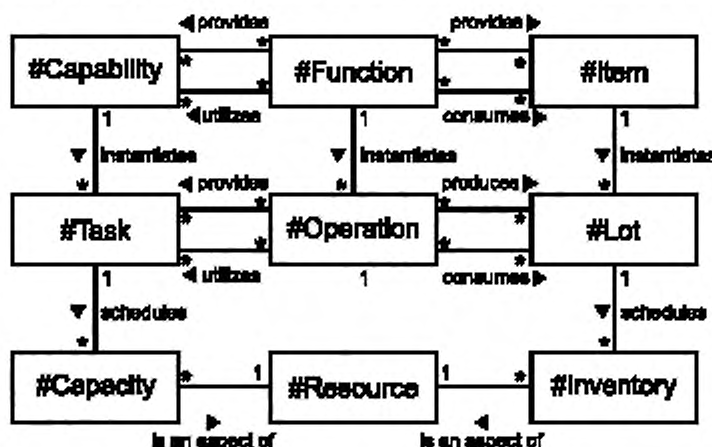 ◀ provides provides ▶
* *
#Capability #Function #Item
* * * *
* *
◀ utilizes consumes ▶
1 1 1
▼ instantiates ▼ instantiates ▼ instantiates
* * *
◀ provides produces ▶
* *
#Task #Operation #Lot
* * * *
* *
◀ utilizes consumes ▶
1 1 1
▼ schedules ▼ schedules
* *
#Capacity * 1 #Resource 1 * #Inventory
▶ ◀
is an aspect of is an aspect of